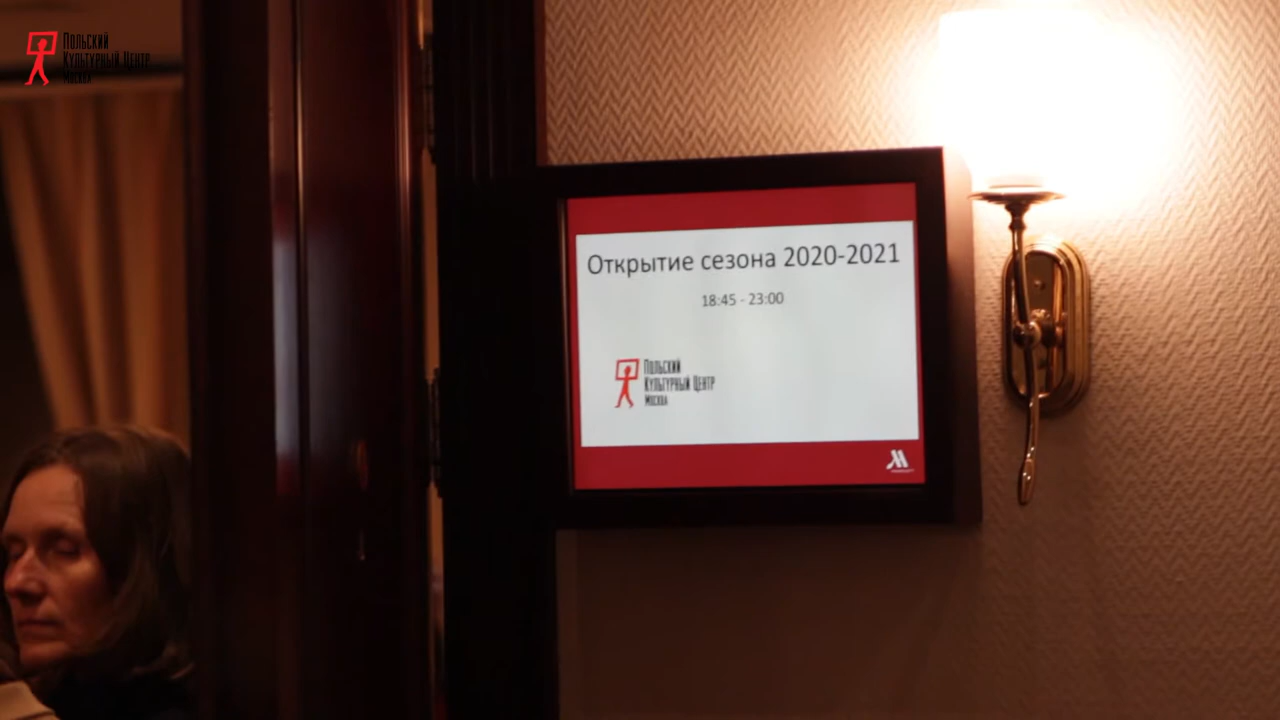 Польский
Культурный Центр
Москва
Открытие сезона 2020-2021
18:45 - 23:00
Польский
Культурный Центр
Москва